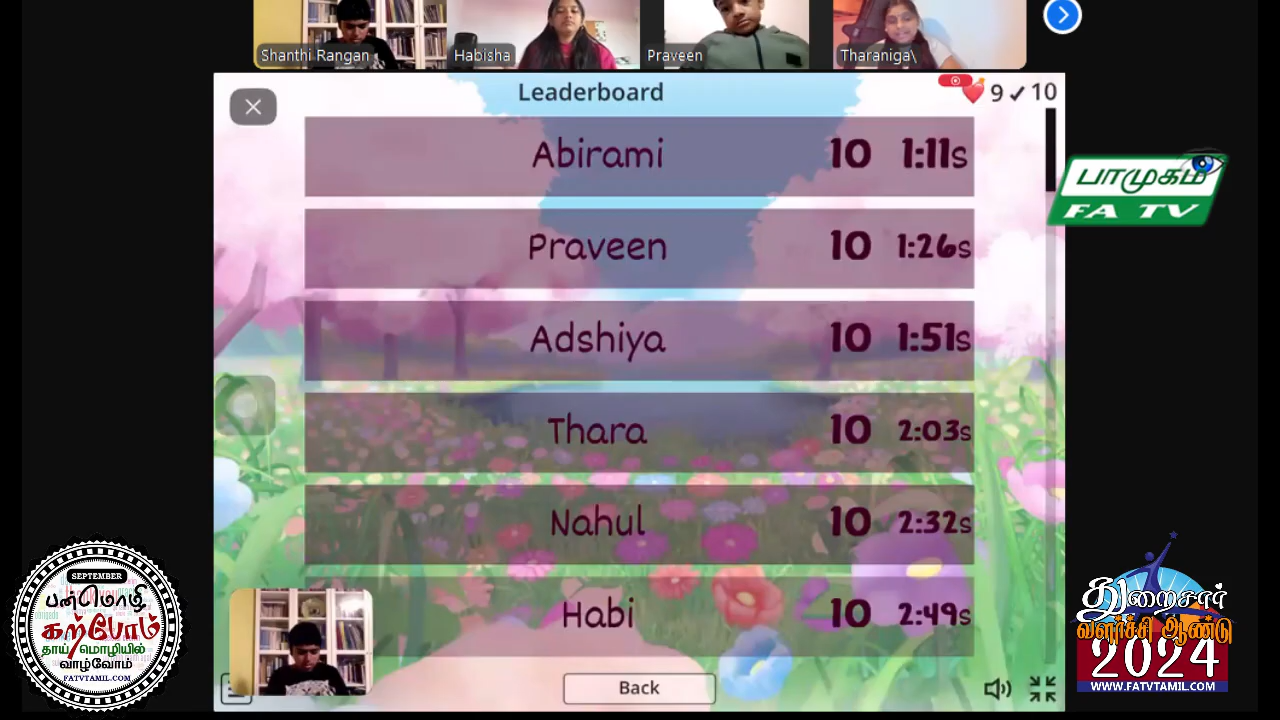 Shanthi Rangan
Habisha
Praveen
Tharaniga\
Leaderboard
9 ✓ 10
Abirami 10 1:11s
Praveen 10 1:26s
Adshiya 10 1:51s
Thara 10 2:03s
Nahul 10 2:32s
Habi 10 2:49s
Back
பாமுகம்
FA TV
SEPTEMBER
பன்மொழி
கற்போம்
தாய் மொழியில்
வாழ்வோம்
FATVTAMIL.COM
துறைசார்
வளர்ச்சி ஆண்டு
2024
WWW.FATVTAMIL.COM